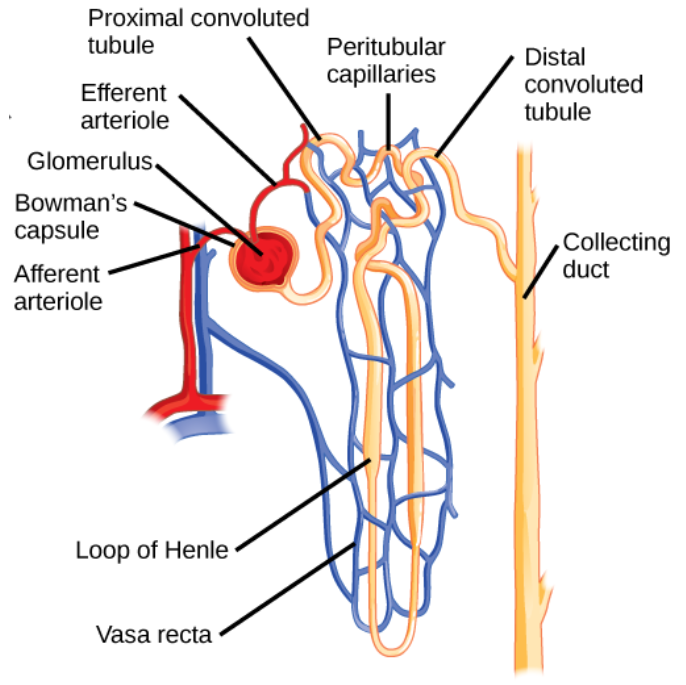 Proximal convoluted
tubule
Peritubular
capillaries
Distal
convoluted
tubule
Efferent
arteriole
Glomerulus
Bowman's
capsule
Afferent
arteriole
Collecting
duct
Loop of Henle
Vasa recta